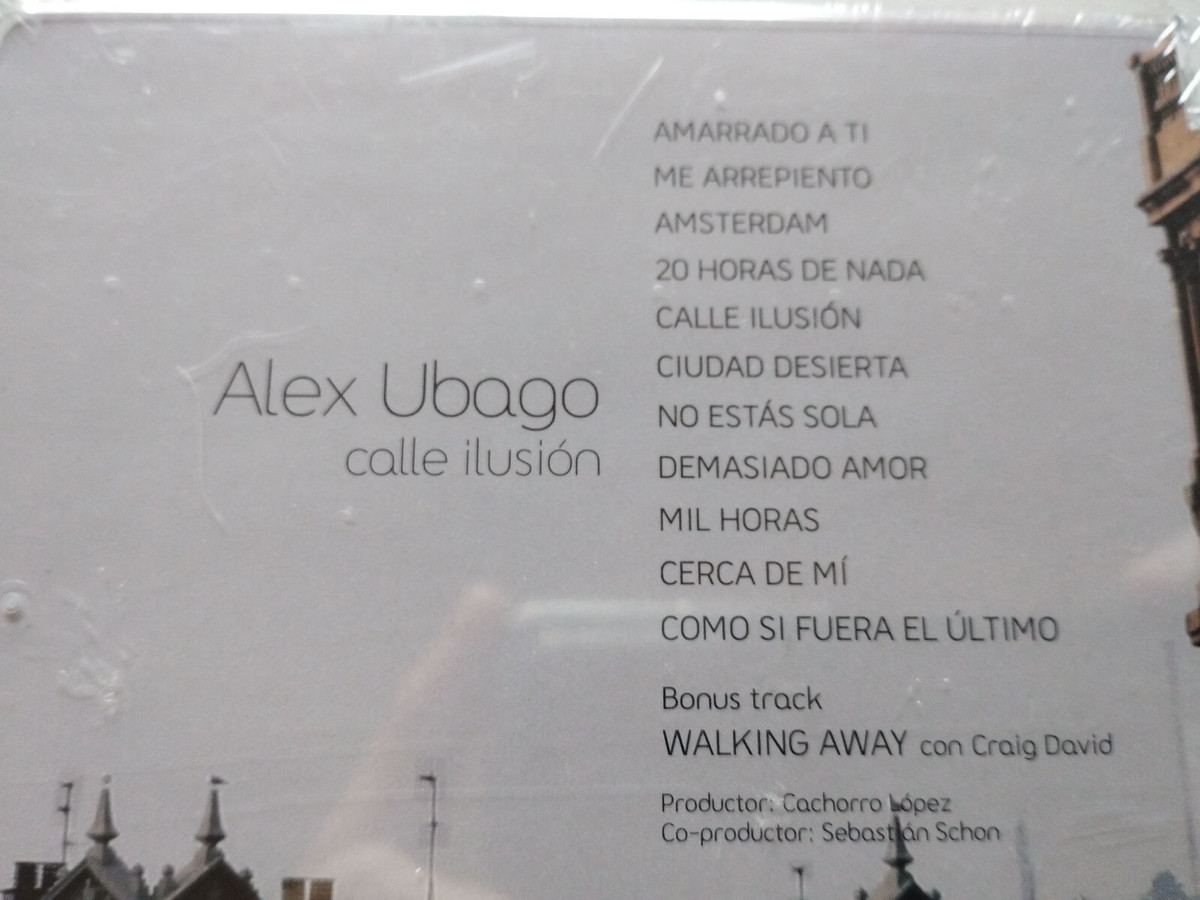 Alex Ubago
calle ilusión
AMARRADO A TI
ME ARREPIENTO
AMSTERDAM
20 HORAS DE NADA
CALLE ILUSIÓN
CIUDAD DESIERTA
NO ESTÁS SOLA
DEMASIADO AMOR
MIL HORAS
CERCA DE MÍ
COMO SI FUERA EL ÚLTIMO
Bonus track
WALKING AWAY con Craig David
Productor: Cachorro López
Co-productor: Sebastián Schon